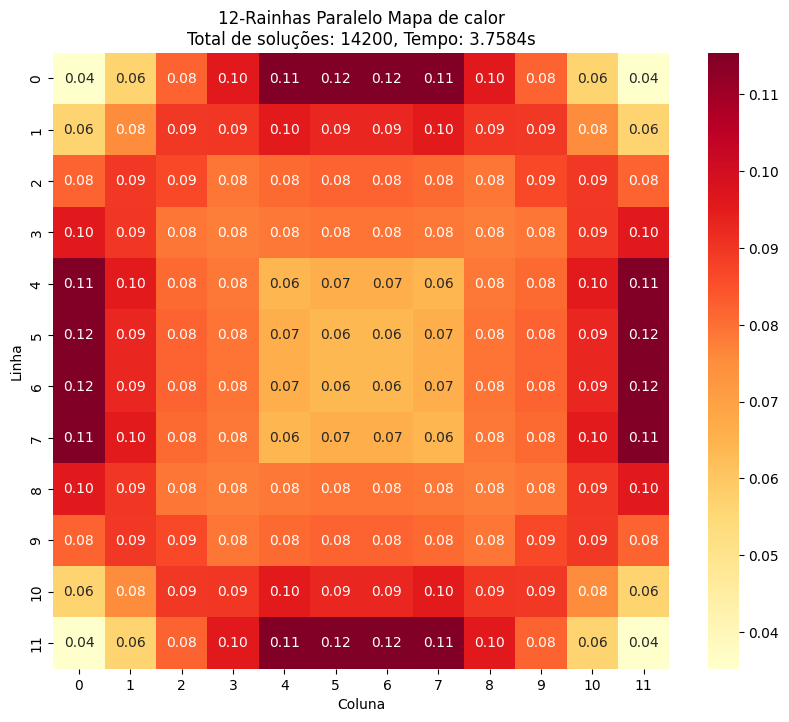 12-Rainhas Paralelo Mapa de calor
Total de soluções: 14200, Tempo: 3.7584s
0 0.04 0.06 0.08 0.10 0.11 0.12 0.12 0.11 0.10 0.08 0.06 0.04
1 0.06 0.08 0.09 0.09 0.10 0.09 0.09 0.10 0.09 0.09 0.08 0.06
2 0.08 0.09 0.09 0.08 0.08 0.08 0.08 0.08 0.08 0.09 0.09 0.08
3 0.10 0.09 0.08 0.08 0.08 0.08 0.08 0.08 0.08 0.08 0.09 0.10
4 0.11 0.10 0.08 0.08 0.06 0.07 0.07 0.06 0.08 0.08 0.10 0.11
5 0.12 0.09 0.08 0.08 0.07 0.06 0.06 0.07 0.08 0.08 0.09 0.12
6 0.12 0.09 0.08 0.08 0.07 0.06 0.06 0.07 0.08 0.08 0.09 0.12
7 0.11 0.10 0.08 0.08 0.06 0.07 0.07 0.06 0.08 0.08 0.10 0.11
8 0.10 0.09 0.08 0.08 0.08 0.08 0.08 0.08 0.08 0.08 0.09 0.10
9 0.08 0.09 0.09 0.08 0.08 0.08 0.08 0.08 0.08 0.09 0.09 0.08
10 0.06 0.08 0.09 0.09 0.10 0.09 0.09 0.10 0.09 0.09 0.08 0.06
11 0.04 0.06 0.08 0.10 0.11 0.12 0.12 0.11 0.10 0.08 0.06 0.04
0 1 2 3 4 5 6 7 8 9 10 11
Coluna
Linha
0.11
0.10
0.09
0.08
0.07
0.06
0.05
0.04